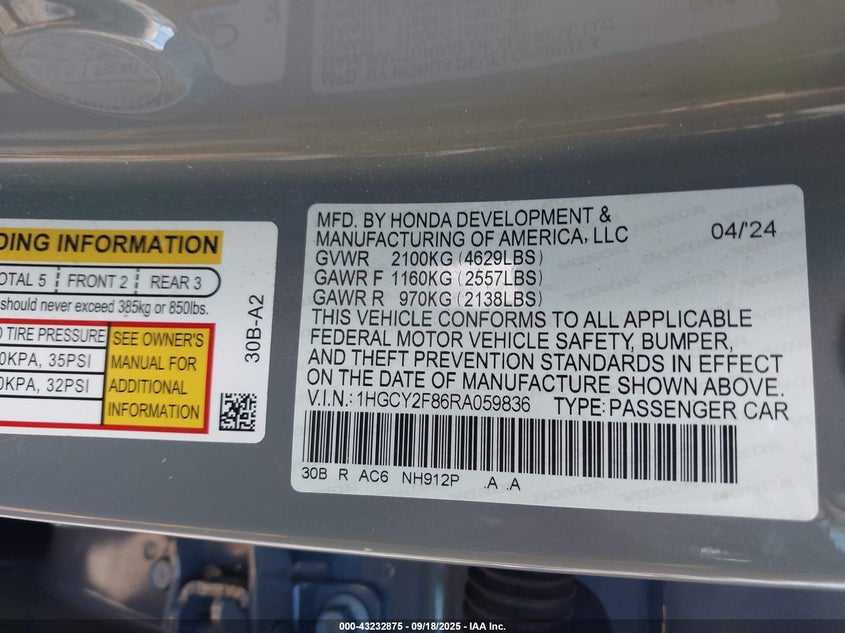 DING INFORMATION
OTAL 5 FRONT 2 REAR 3
should never exceed 385kg or 850lbs.
TIRE PRESSURE
0KPA, 35PSI
0KPA, 32PSI
SEE OWNER'S
MANUAL FOR
ADDITIONAL
INFORMATION
30B-A2
MFD. BY HONDA DEVELOPMENT &
MANUFACTURING OF AMERICA, LLC 04/'24
GVWR 2100KG (4629LBS)
GAWR F 1160KG (2557LBS)
GAWR R 970KG (2138LBS)
THIS VEHICLE CONFORMS TO ALL APPLICABLE
FEDERAL MOTOR VEHICLE SAFETY, BUMPER,
AND THEFT PREVENTION STANDARDS IN EFFECT
ON THE DATE OF MANUFACTURE SHOWN ABOVE.
V.I.N.: 1HGCY2F86RA059836 TYPE: PASSENGER CAR
30B R AC6 NH912P .A .A
000-43232875 - 09/18/2025 - IAA Inc.